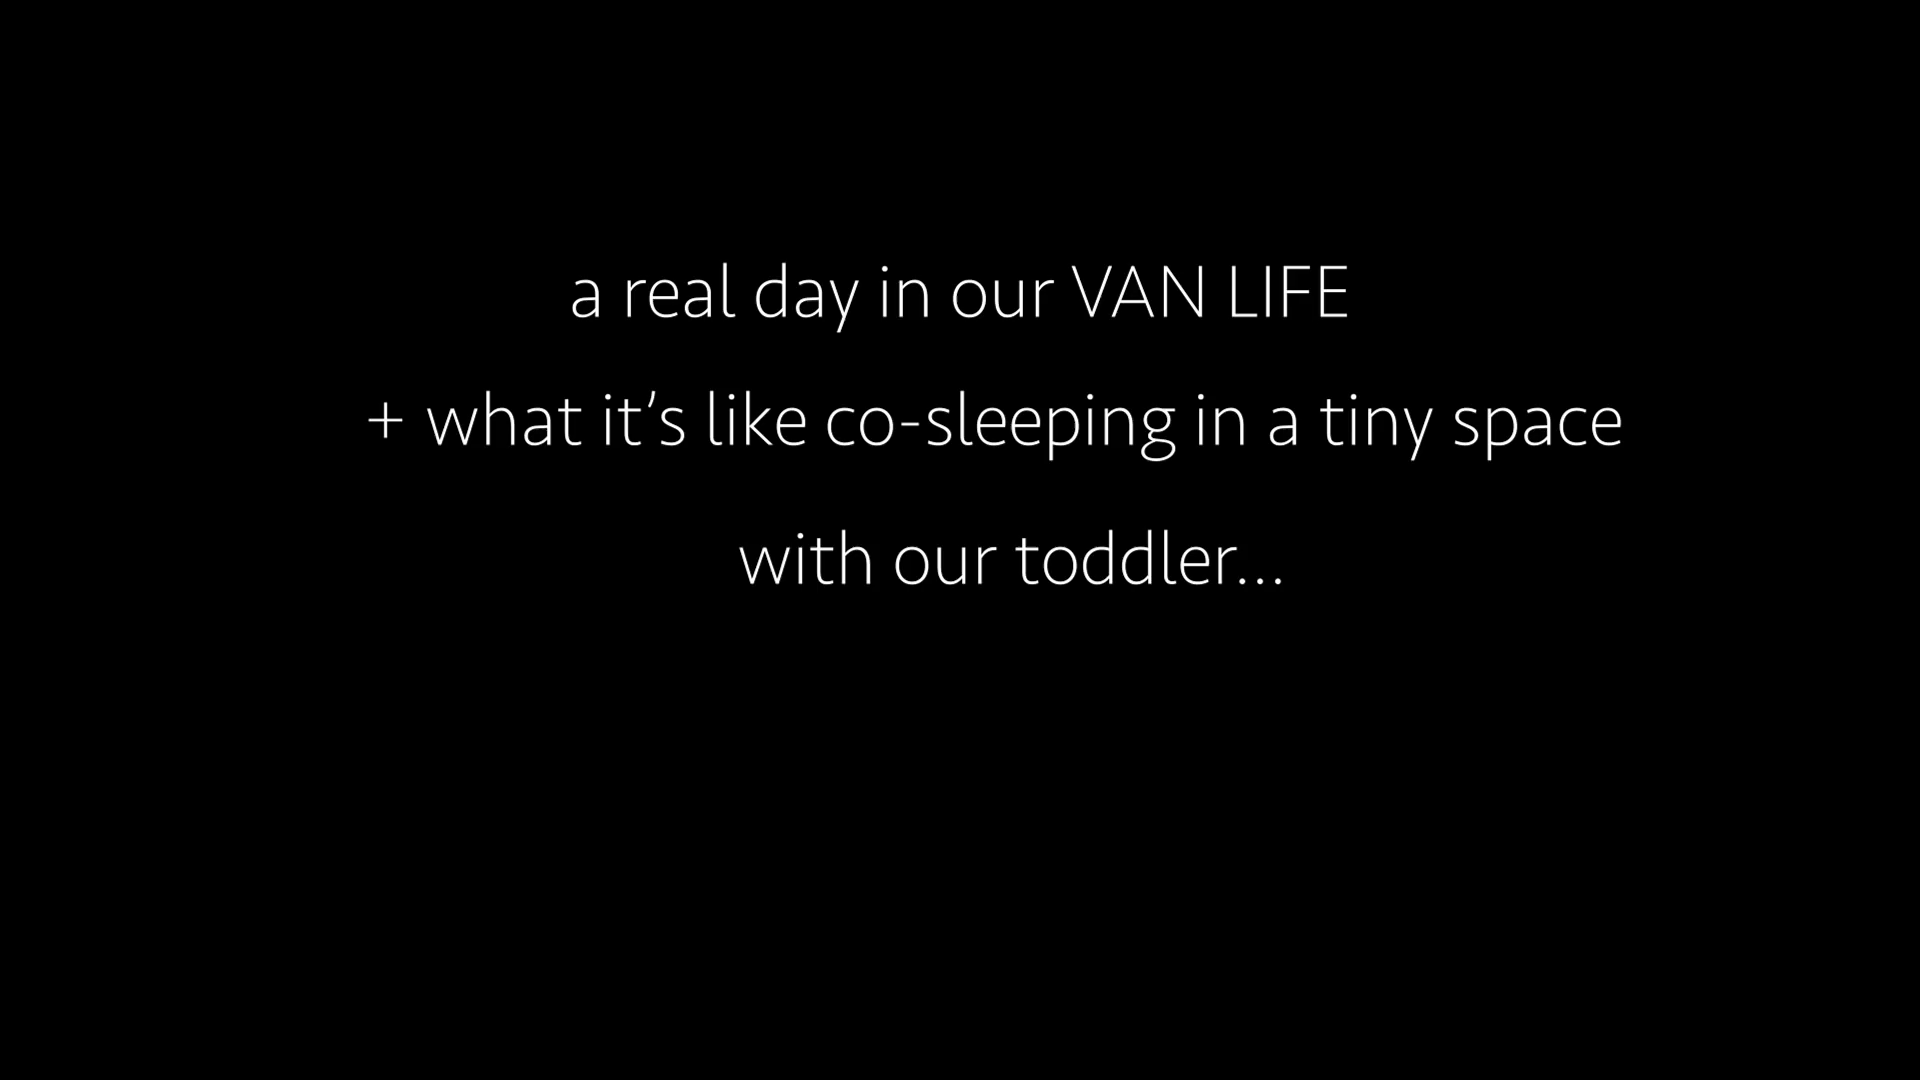 a real day in our VAN LIFE
+ what it’s like co-sleeping in a tiny space
with our toddler...